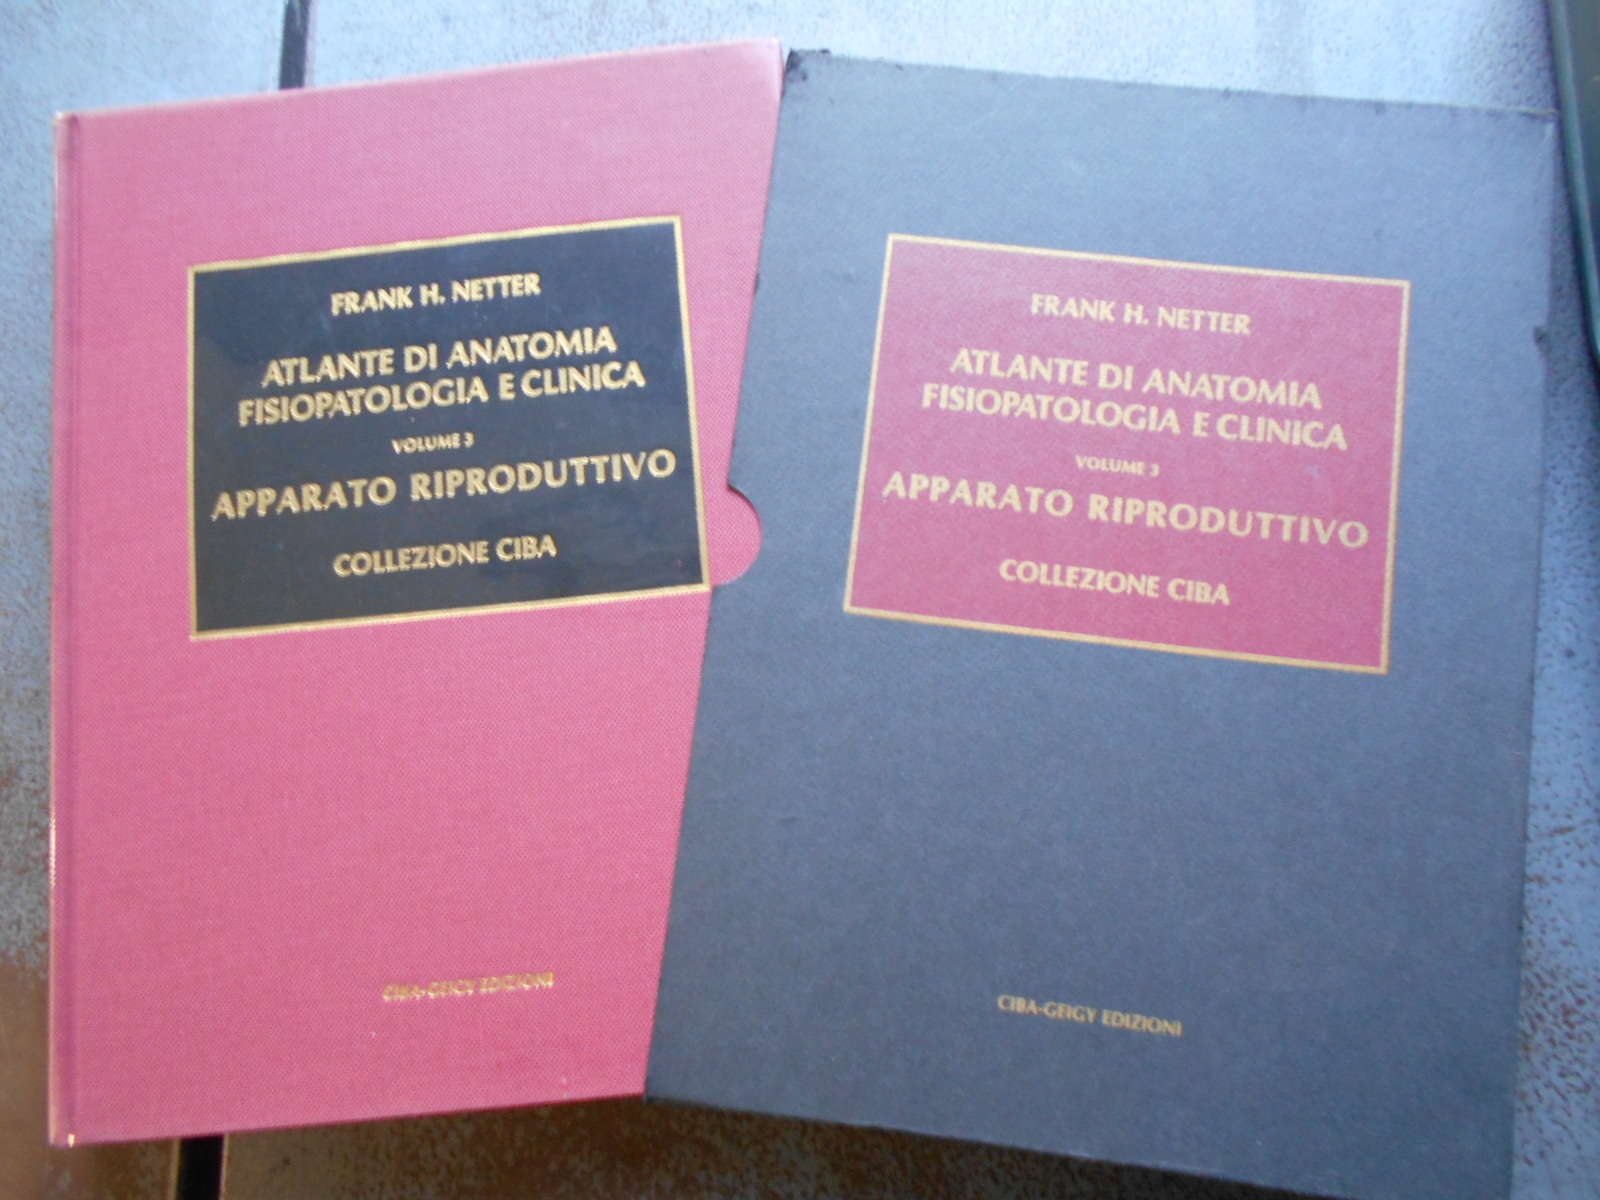 FRANK H. NETTER
ATLANTE DI ANATOMIA
FISIOPATOLOGIA E CLINICA
VOLUME 3
APPARATO RIPRODUTTIVO
COLLEZIONE CIBA
CIBA-GEIGY EDIZIONI
FRANK H. NETTER
ATLANTE DI ANATOMIA
FISIOPATOLOGIA E CLINICA
VOLUME 3
APPARATO RIPRODUTTIVO
COLLEZIONE CIBA
CIBA-GEIGY EDIZIONI